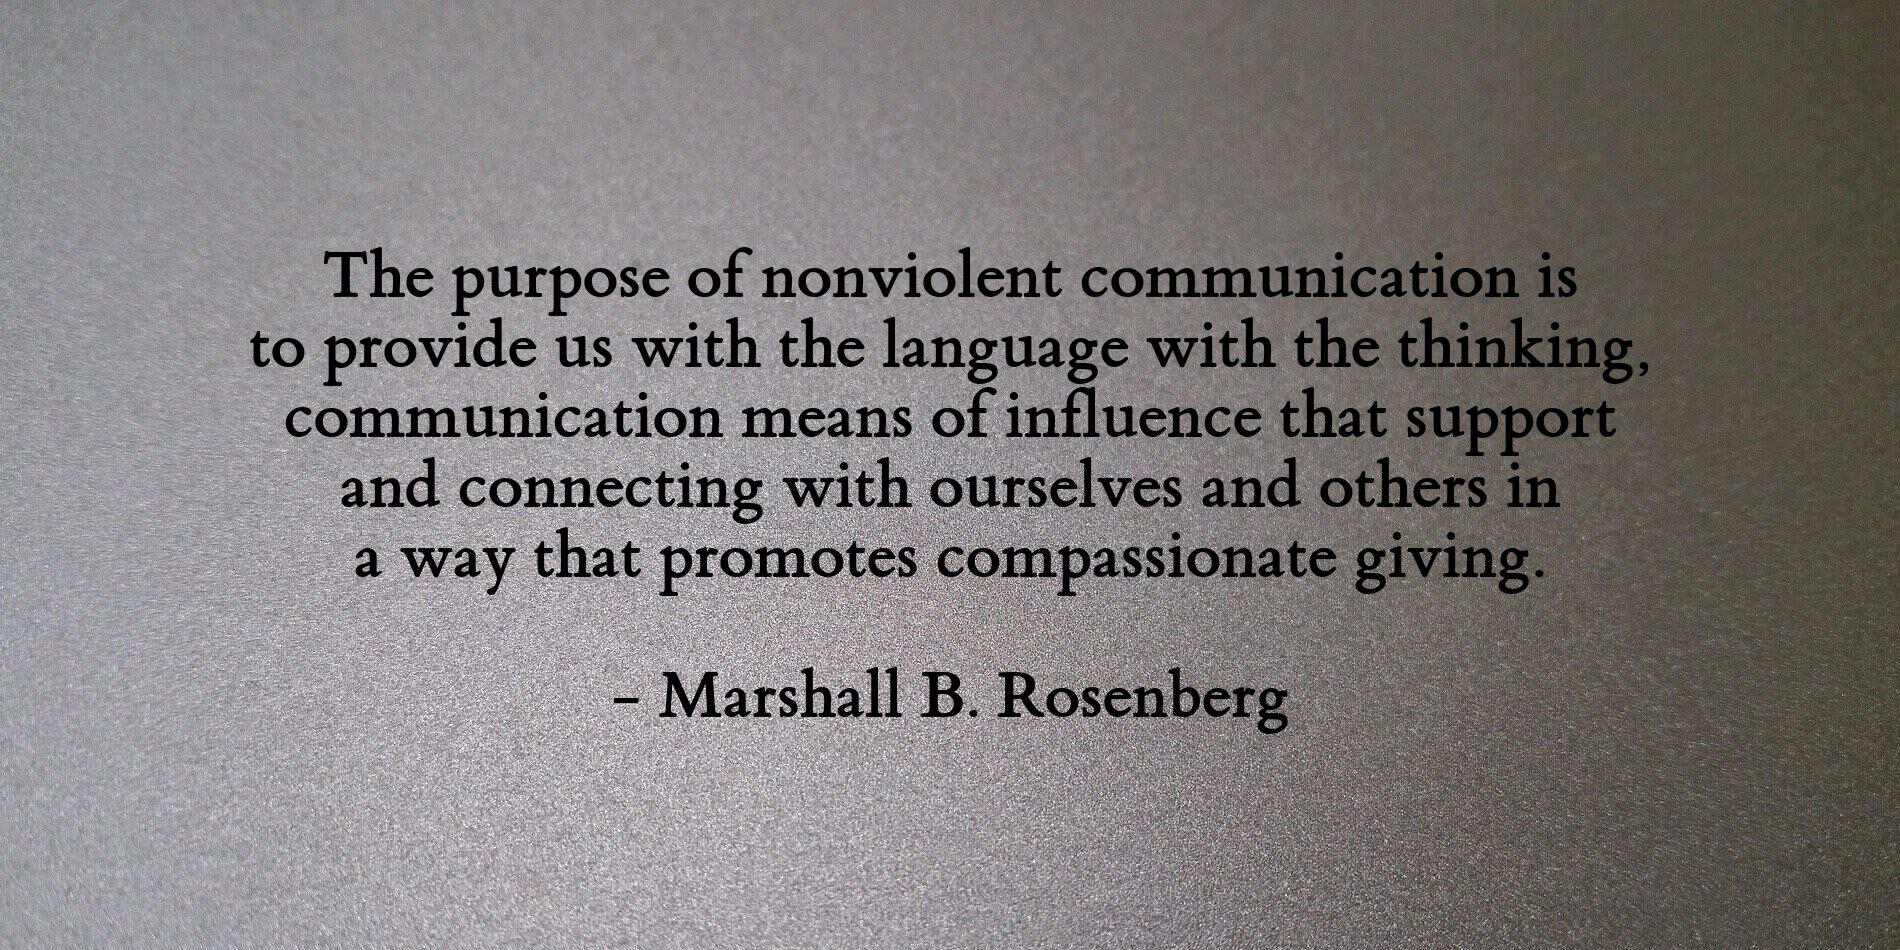 The purpose of nonviolent communication is
to provide us with the language with the thinking,
communication means of influence that support
and connecting with ourselves and others in
a way that promotes compassionate giving.
- Marshall B. Rosenberg